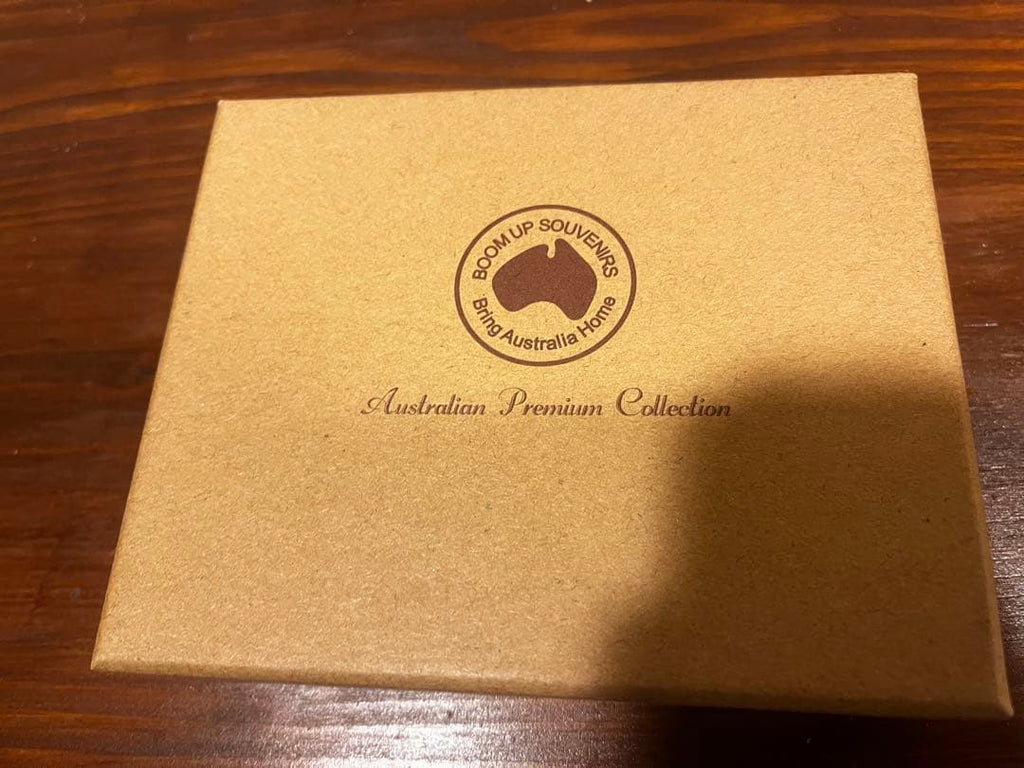 BOOM UP SOUVENIRS
Bring Australia Home
Australian Premium Collection